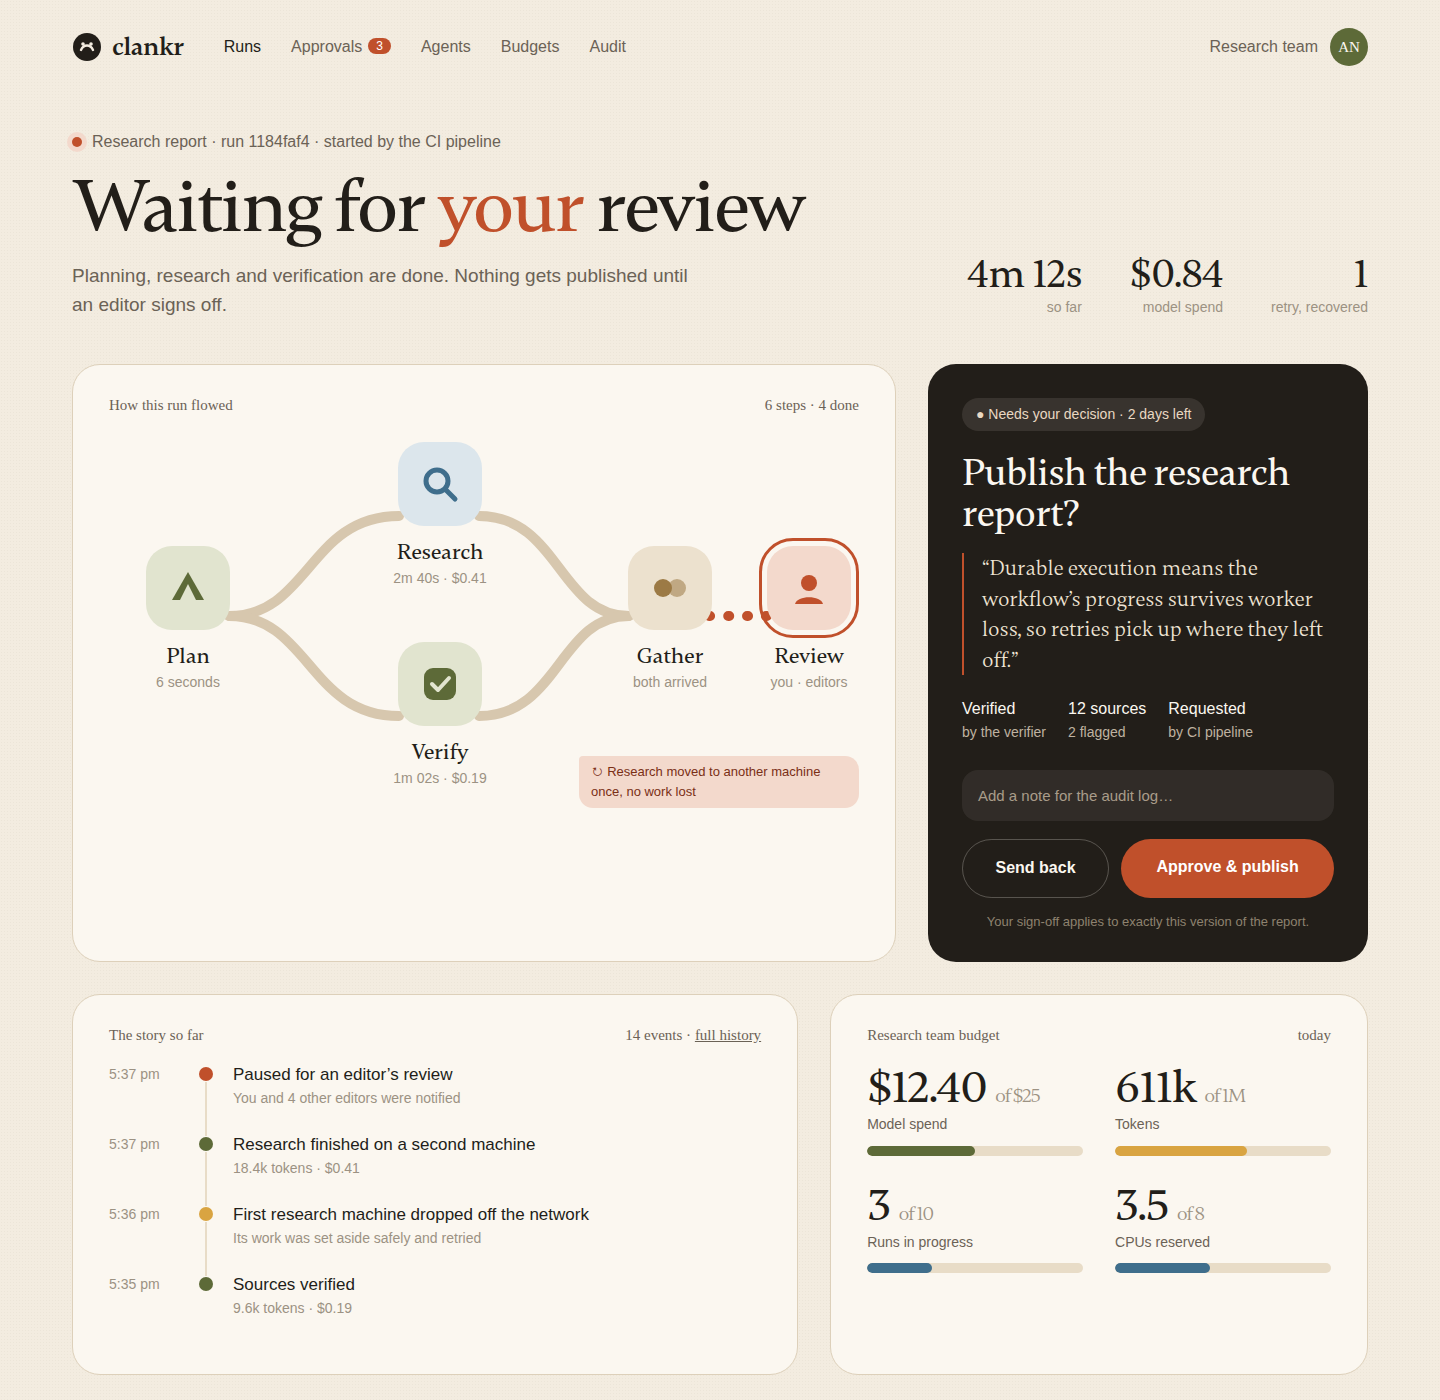 clankr
Runs
Approvals 3
Agents
Budgets
Audit
Research team
AN
Research report · run 1184faf4 · started by the CI pipeline
Waiting for your review
Planning, research and verification are done. Nothing gets published until
an editor signs off.
4m 12s
so far
$0.84
model spend
1
retry, recovered
How this run flowed
6 steps · 4 done
Research
2m 40s · $0.41
Plan
6 seconds
Gather
both arrived
Review
you · editors
Verify
1m 02s · $0.19
↻ Research moved to another machine
once, no work lost
● Needs your decision · 2 days left
Publish the research
report?
“Durable execution means the
workflow’s progress survives worker
loss, so retries pick up where they left
off.”
Verified
by the verifier
12 sources
2 flagged
Requested
by CI pipeline
Add a note for the audit log…
Send back
Approve & publish
Your sign-off applies to exactly this version of the report.
The story so far
14 events · full history
5:37 pm
Paused for an editor’s review
You and 4 other editors were notified
5:37 pm
Research finished on a second machine
18.4k tokens · $0.41
5:36 pm
First research machine dropped off the network
Its work was set aside safely and retried
5:35 pm
Sources verified
9.6k tokens · $0.19
Research team budget
today
$12.40 of $25
Model spend
611k of 1M
Tokens
3 of 10
Runs in progress
3.5 of 8
CPUs reserved